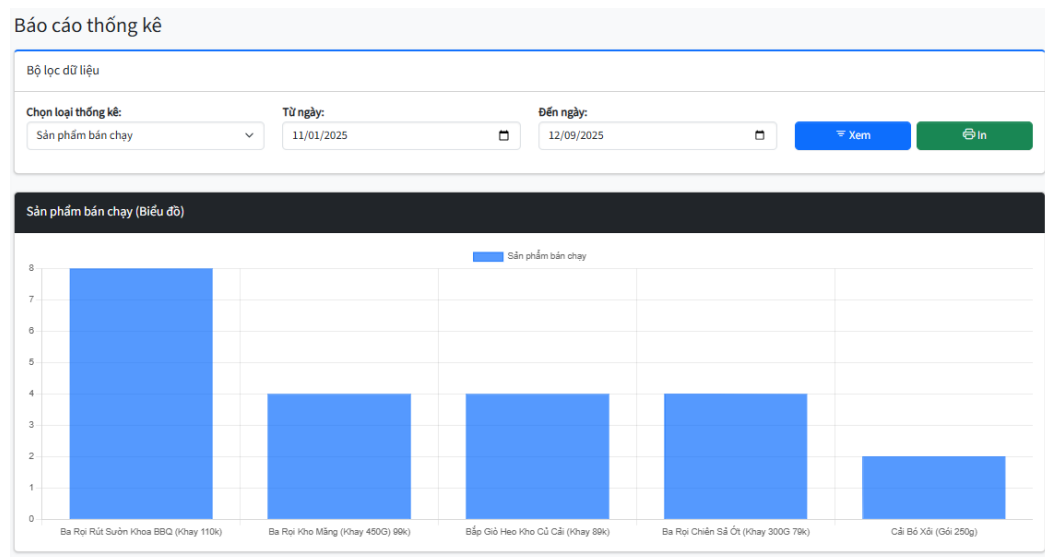 Báo cáo thống kê
Bộ lọc dữ liệu
Chọn loại thống kê: Từ ngày: Đến ngày:
Sản phẩm bán chạy 11/01/2025 12/09/2025 Xem In
Sản phẩm bán chạy (Biểu đồ)
Sản phẩm bán chạy
8
7
6
5
4
3
2
1
0
Ba Rọi Rút Sườn Khoa BBQ (Khay 110k) Ba Rọi Kho Măng (Khay 450G) 99k) Bắp Giò Heo Kho Củ Cải (Khay 89k) Ba Rọi Chiên Sả Ớt (Khay 300G 79k) Cải Bó Xôi (Gói 250g)